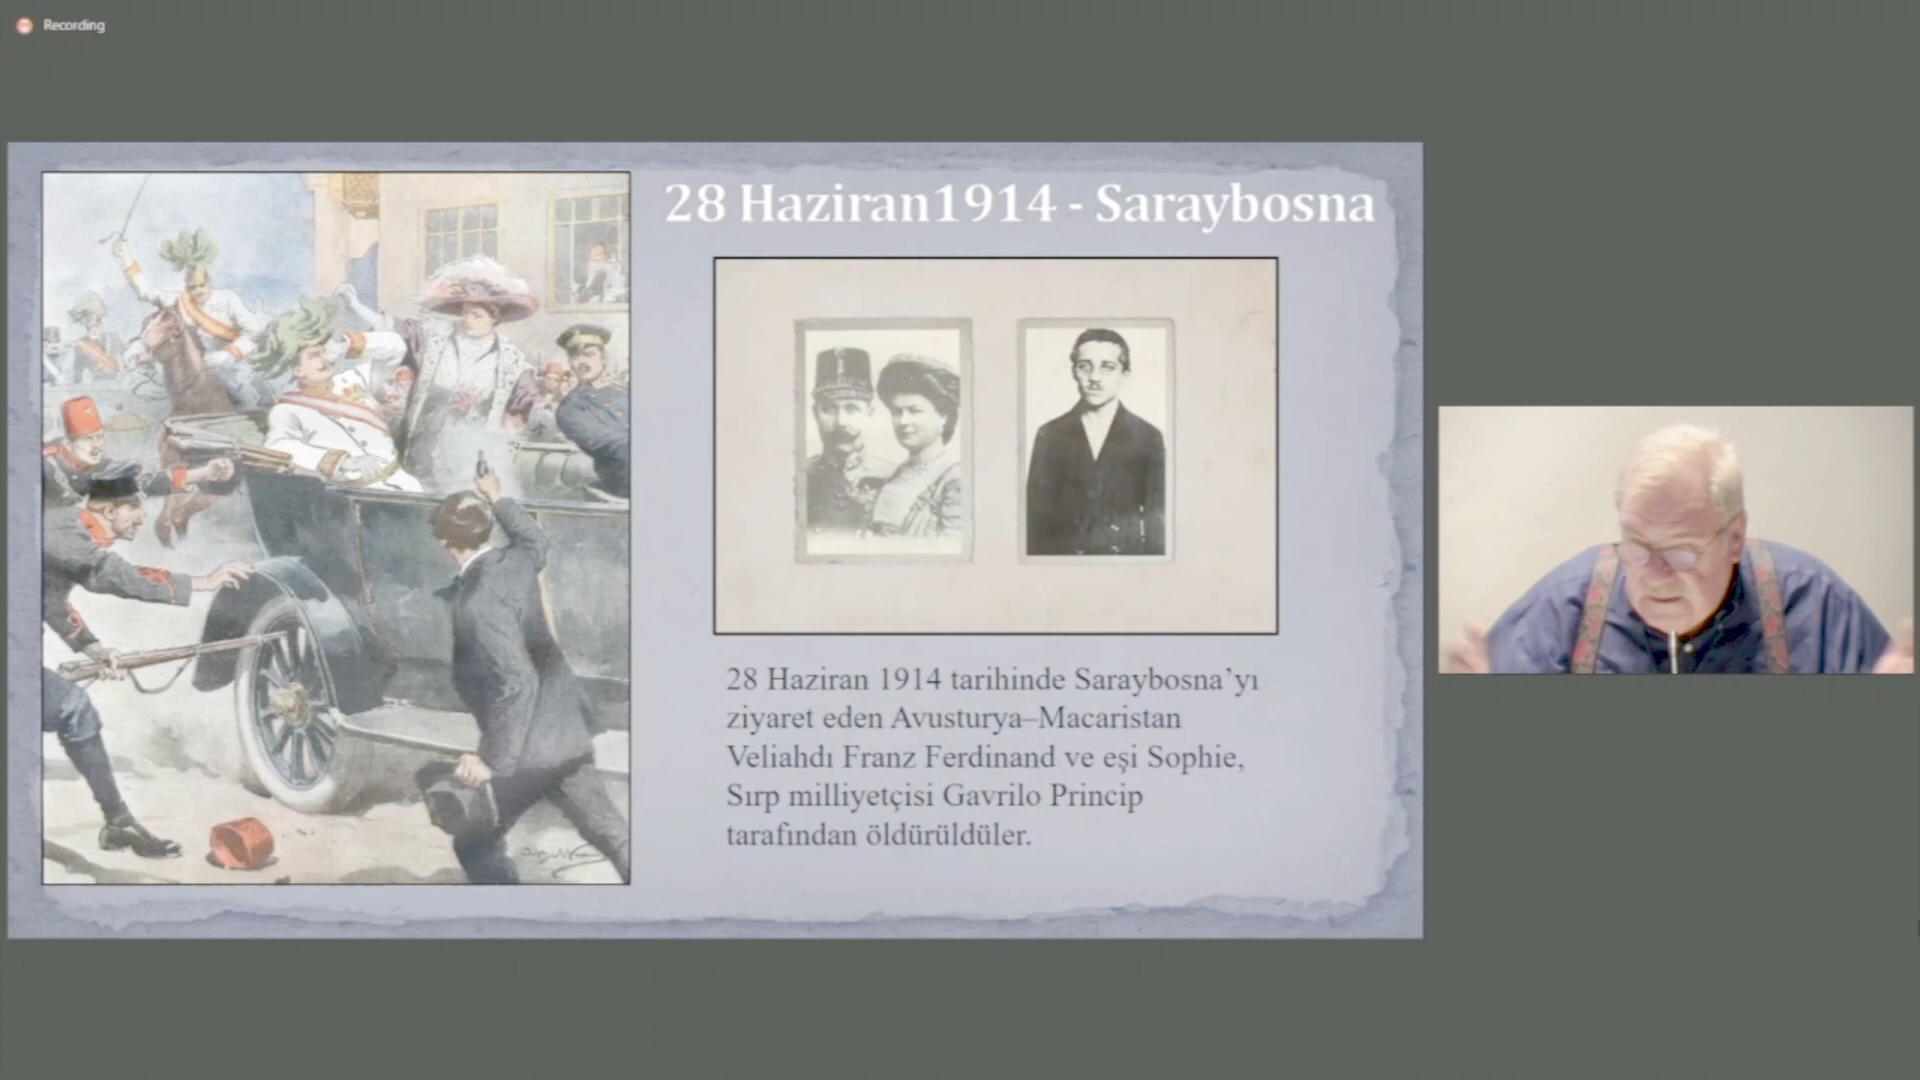 Recording
28 Haziran1914 - Saraybosna
28 Haziran 1914 tarihinde Saraybosna’yı
ziyaret eden Avusturya–Macaristan
Veliahdı Franz Ferdinand ve eşi Sophie,
Sırp milliyetçisi Gavrilo Princip
tarafından öldürüldüler.